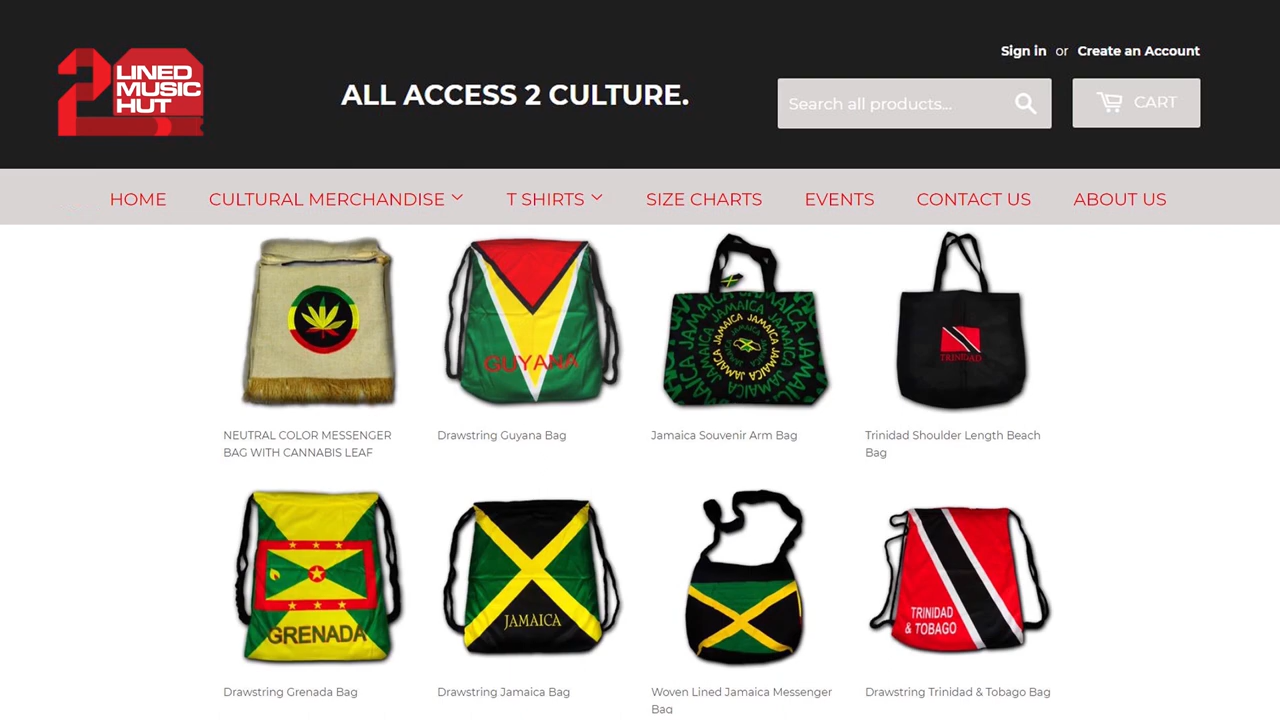 Sign in or Create an Account
LINED
MUSIC
HUT
ALL ACCESS 2 CULTURE.
Search all products...
CART
HOME
CULTURAL MERCHANDISE
T SHIRTS
SIZE CHARTS
EVENTS
CONTACT US
ABOUT US
GUYANA
JAMAICA JAMAICA JAMAICA
TRINIDAD
NEUTRAL COLOR MESSENGER
BAG WITH CANNABIS LEAF
Drawstring Guyana Bag
Jamaica Souvenir Arm Bag
Trinidad Shoulder Length Beach
Bag
GRENADA
JAMAICA
TRINIDAD
& TOBAGO
Drawstring Grenada Bag
Drawstring Jamaica Bag
Woven Lined Jamaica Messenger
Bag
Drawstring Trinidad & Tobago Bag